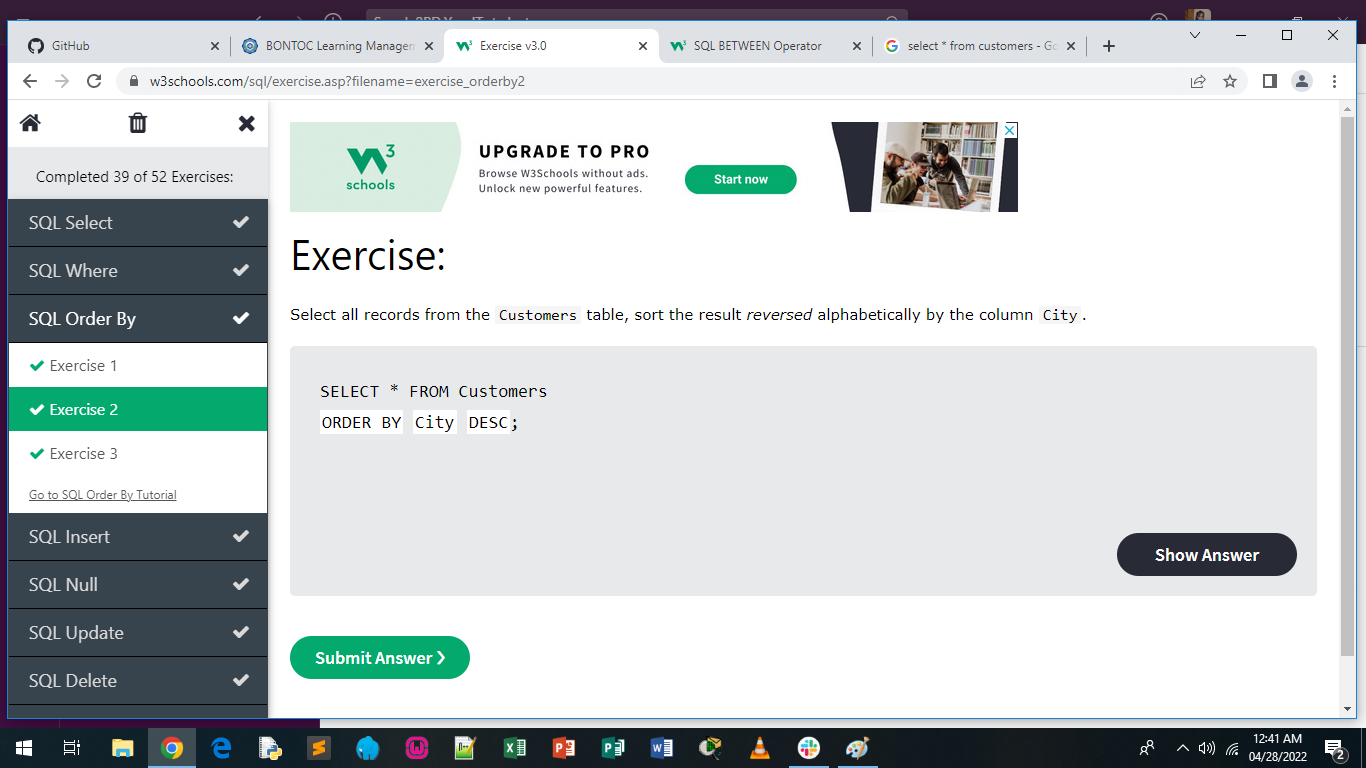 GitHub
BONTOC Learning Managem
Exercise v3.0
SQL BETWEEN Operator
select * from customers - Go
w3schools.com/sql/exercise.asp?filename=exercise_orderby2
Completed 39 of 52 Exercises:
SQL Select
SQL Where
SQL Order By
Exercise 1
Exercise 2
Exercise 3
Go to SQL Order By Tutorial
SQL Insert
SQL Null
SQL Update
SQL Delete
W3
schools
UPGRADE TO PRO
Browse W3Schools without ads.
Unlock new powerful features.
Start now
Exercise:
Select all records from the Customers table, sort the result reversed alphabetically by the column City.
SELECT * FROM Customers
ORDER BY City DESC;
Show Answer
Submit Answer ❯
12:41 AM
04/28/2022
2